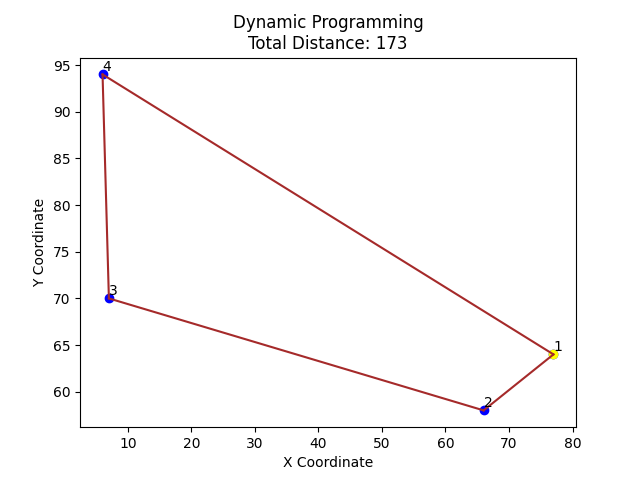 Dynamic Programming
Total Distance: 173
95
90
85
80
75
70
65
60
Y Coordinate
4
3
1
2
10 20 30 40 50 60 70 80
X Coordinate